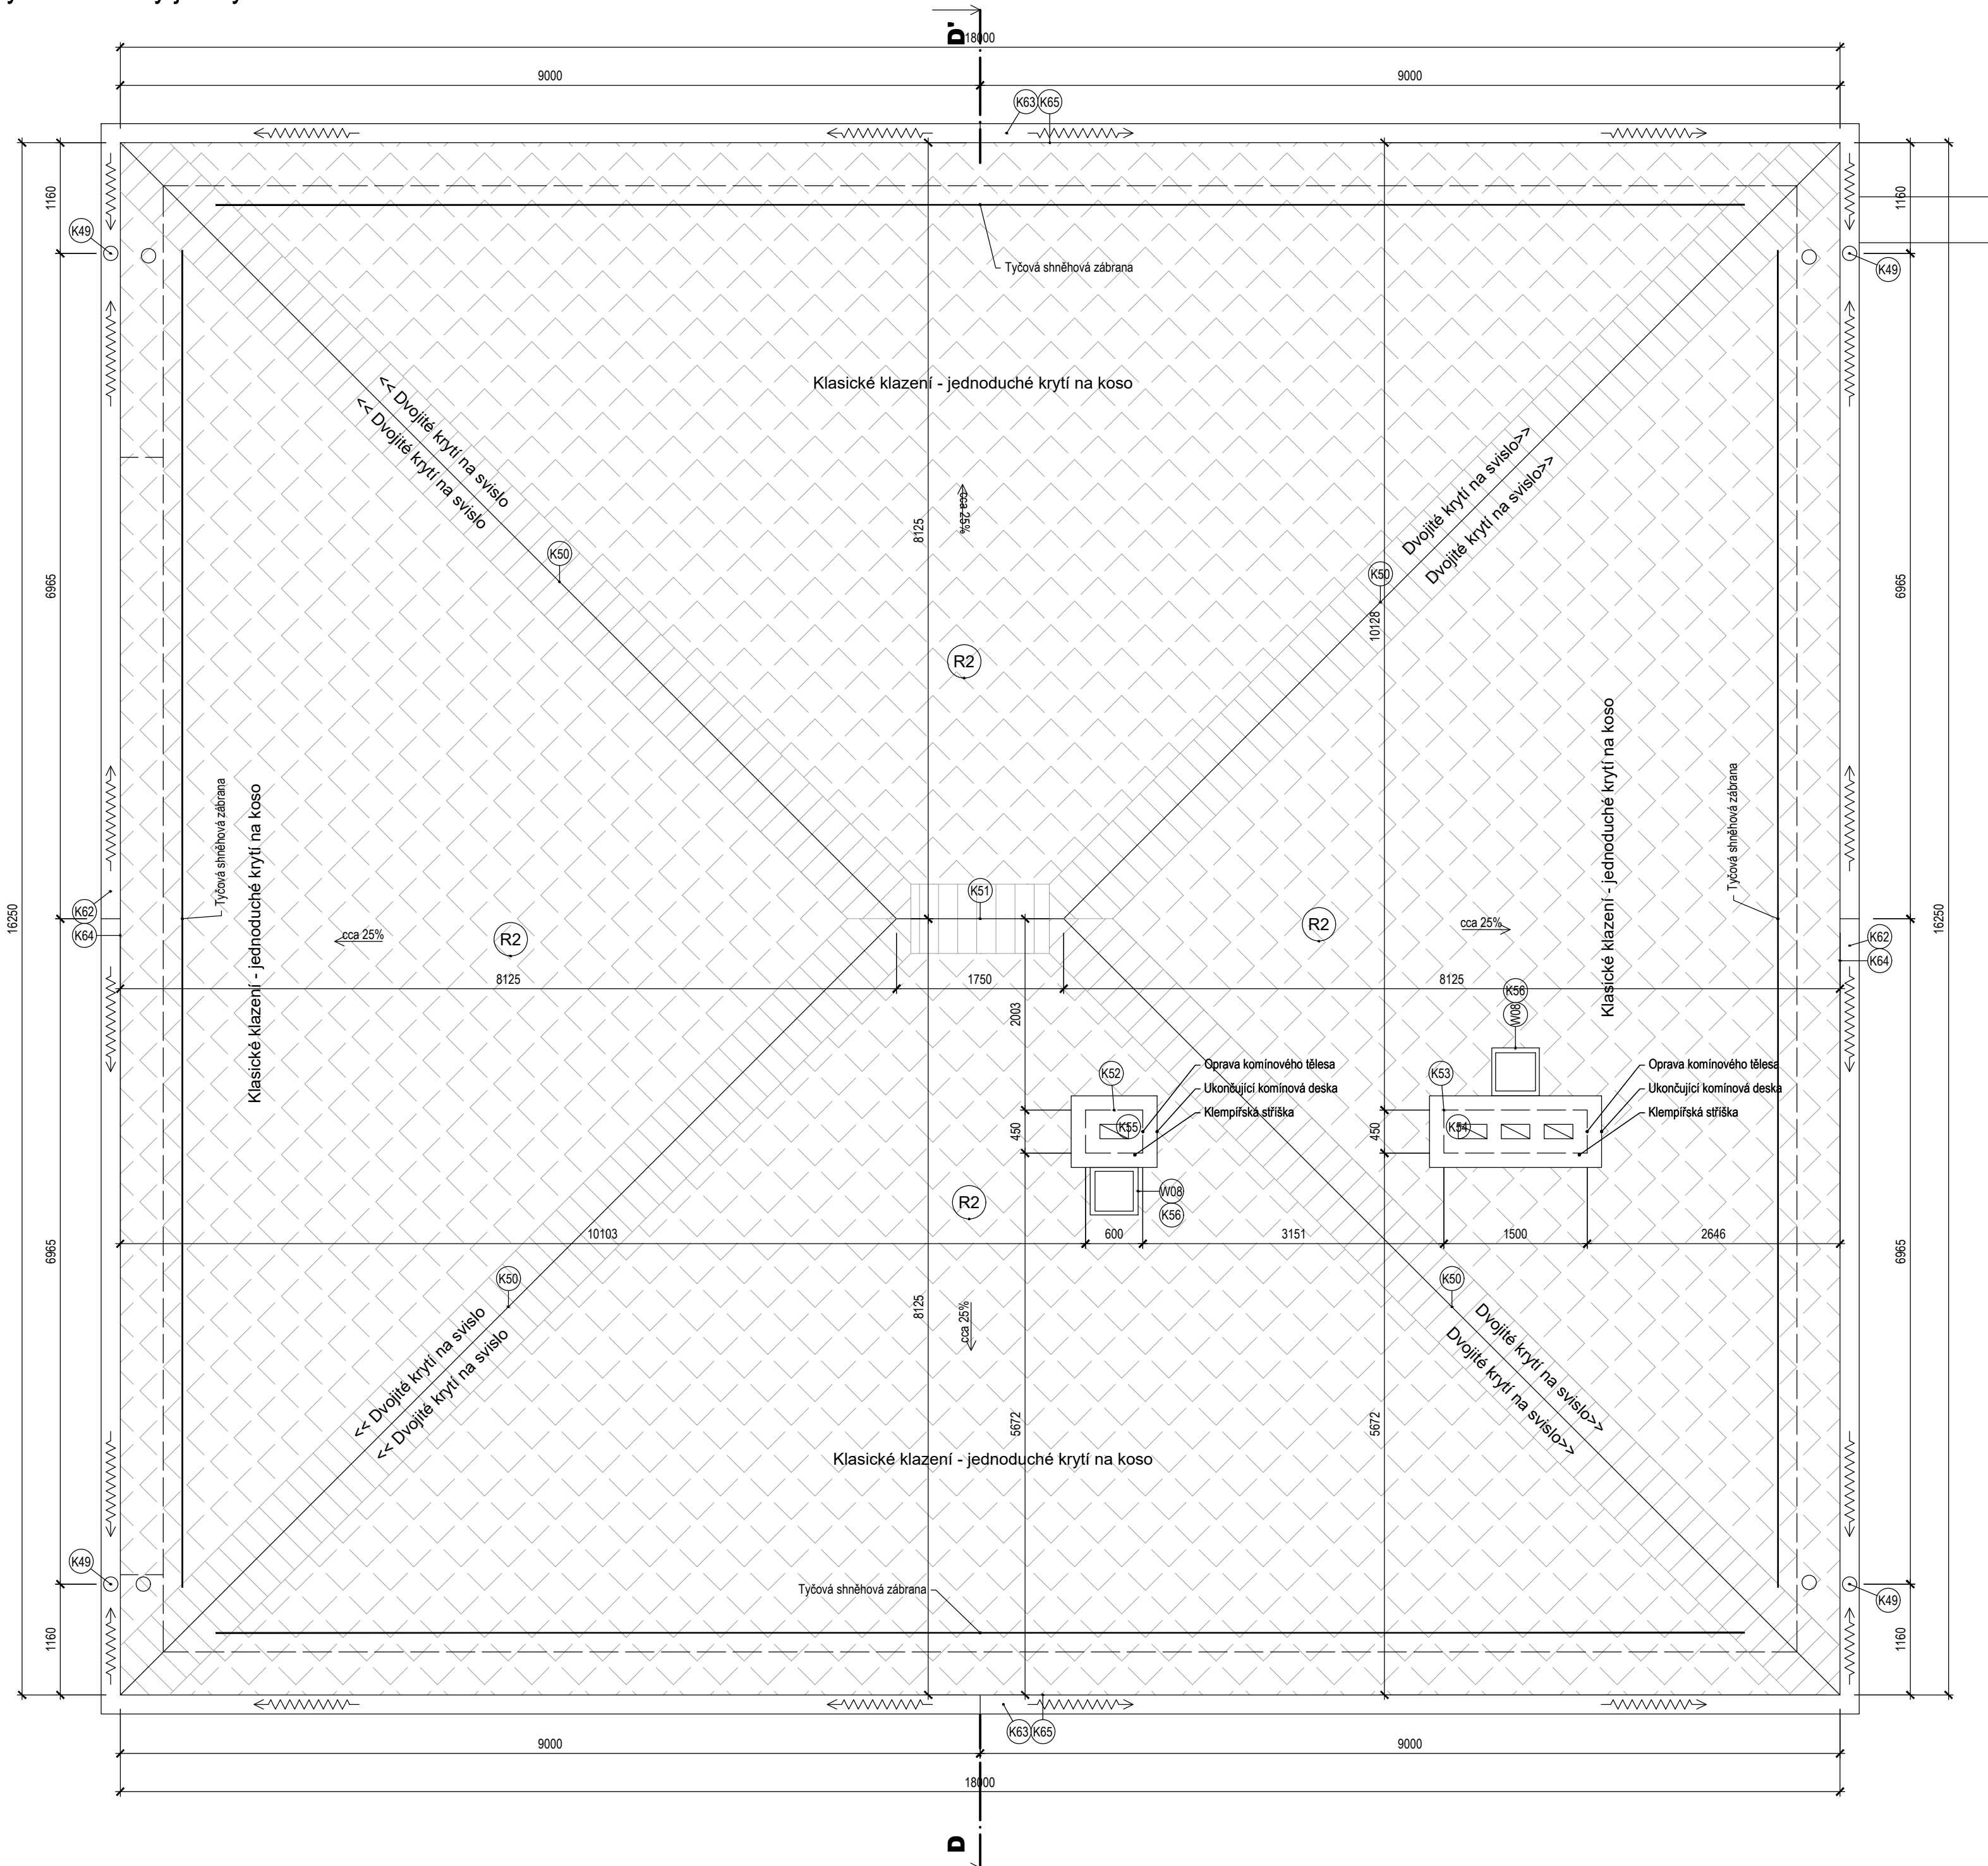 D'
18000
9000
9000
K63
K65
1160
1160
K49
K49
Tyčová shněhová zábrana
Klasické klazení - jednoduché krytí na koso
<< Dvojité krytí na svislo
<< Dvojité krytí na svislo
Dvojité krytí na svislo>>
Dvojité krytí na svislo>>
cca 25%
8125
K50
K50
6965
6965
10128
R2
Tyčová shněhová zábrana
Klasické klazení - jednoduché krytí na koso
Klasické klazení - jednoduché krytí na koso
Tyčová shněhová zábrana
K51
K62
K64
16250
R2
cca 25%
R2
cca 25%
K62
K64
16250
8125
1750
8125
2003
K56
W08
K52
Oprava komínového tělesa
Ukončující komínová deska
Klempířská stříška
K55
450
K53
Oprava komínového tělesa
Ukončující komínová deska
Klempířská stříška
K54
450
W08
K56
R2
10103
600
3151
1500
2646
6965
6965
K50
K50
8125
cca 25%
<< Dvojité krytí na svislo
<< Dvojité krytí na svislo
Dvojité krytí na svislo>>
Dvojité krytí na svislo>>
5672
5672
Klasické klazení - jednoduché krytí na koso
K49
K49
Tyčová shněhová zábrana
1160
1160
K63
K65
9000
9000
18000
D